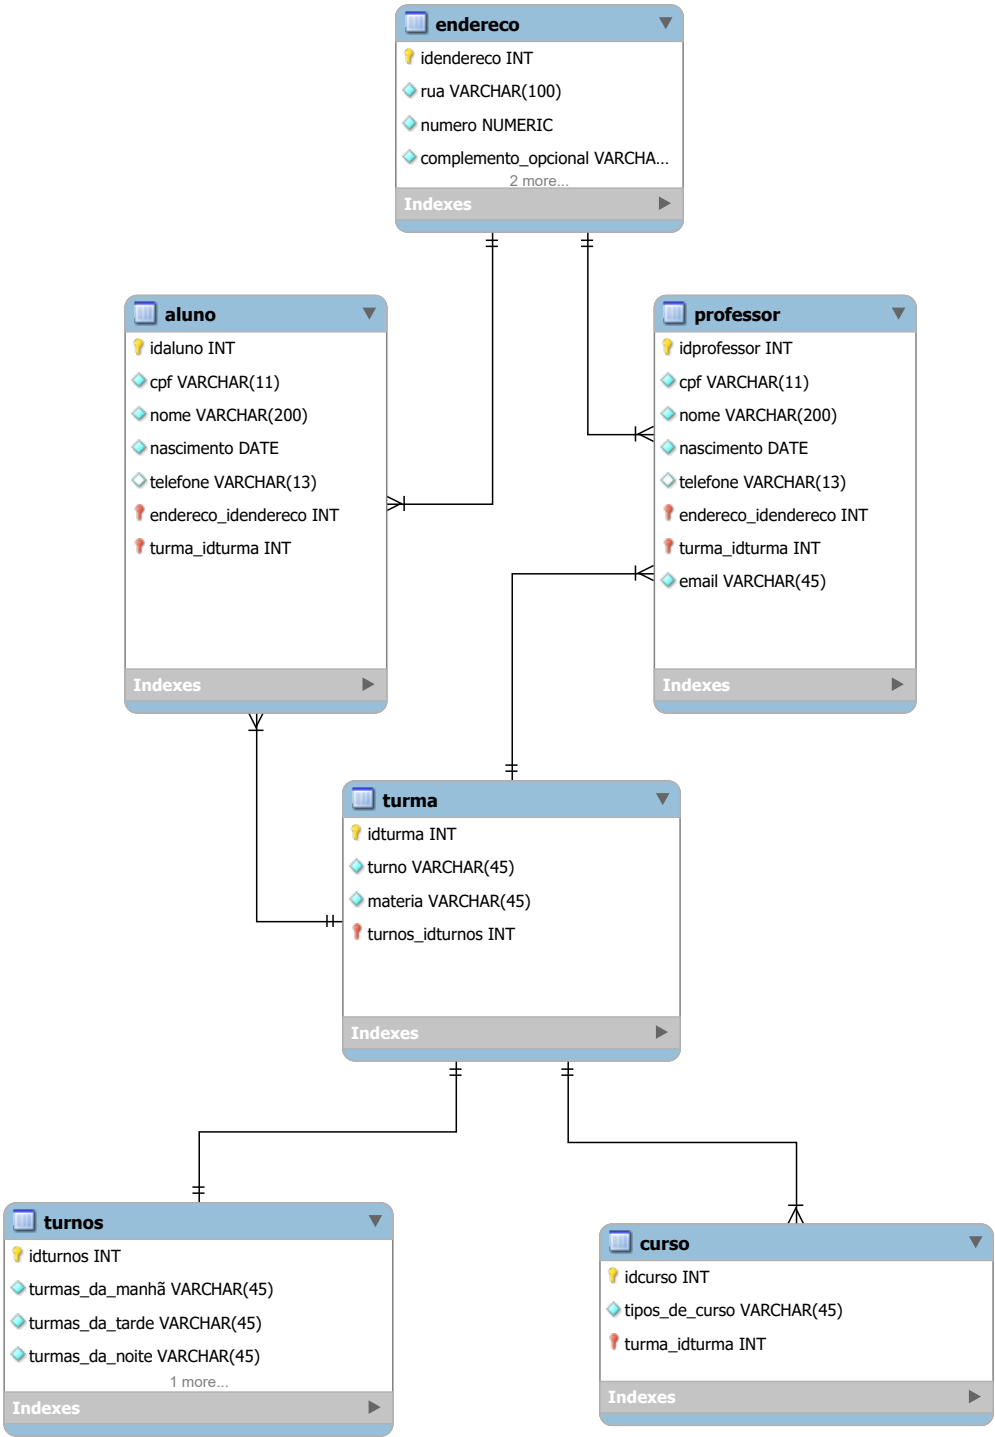 endereco
idendereco INT
rua VARCHAR(100)
numero NUMERIC
complemento_opcional VARCHA...
2 more...
Indexes
aluno
idaluno INT
cpf VARCHAR(11)
nome VARCHAR(200)
nascimento DATE
telefone VARCHAR(13)
endereco_idendereco INT
turma_idturma INT
Indexes
professor
idprofessor INT
cpf VARCHAR(11)
nome VARCHAR(200)
nascimento DATE
telefone VARCHAR(13)
endereco_idendereco INT
turma_idturma INT
email VARCHAR(45)
Indexes
turma
idturma INT
turno VARCHAR(45)
materia VARCHAR(45)
turnos_idturnos INT
Indexes
turnos
idturnos INT
turmas_da_manhã VARCHAR(45)
turmas_da_tarde VARCHAR(45)
turmas_da_noite VARCHAR(45)
1 more...
Indexes
curso
idcurso INT
tipos_de_curso VARCHAR(45)
turma_idturma INT
Indexes